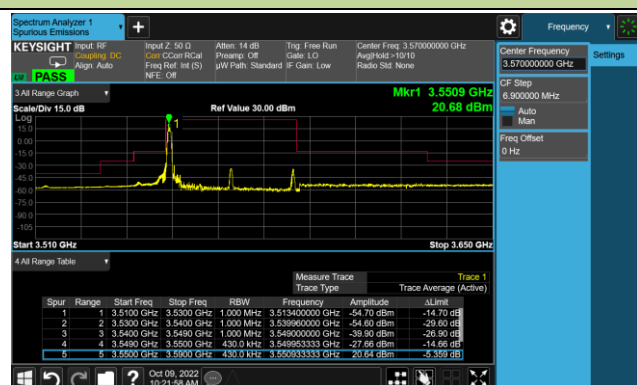 Spectrum Analyzer 1
Spurious Emissions
Frequency
KEYSIGHT
Input: RF
Coupling: DC
Align: Auto
Input Z: 50 Ω
Corr CCorr RCal
Freq Ref: Int (S)
NFE: Off
Atten: 14 dB
Preamp: Off
µW Path: Standard
Trig: Free Run
Gate: LO
IF Gain: Low
Center Freq: 3.570000000 GHz
Avg|Hold:>10/10
Radio Std: None
PASS
Center Frequency
3.570000000 GHz
Settings
CF Step
6.900000 MHz
Auto
Man
Freq Offset
0 Hz
3 All Range Graph
Mkr1 3.5509 GHz
Scale/Div 15.0 dB
Ref Value 30.00 dBm
20.68 dBm
Log
15.0
0.00
-15.0
-30.0
-45.0
-60.0
-75.0
-90.0
-105
1
Start 3.510 GHz
Stop 3.650 GHz
4 All Range Table
Measure Trace
Trace 1
Trace Type
Trace Average (Active)
Spur Range Start Freq Stop Freq RBW Frequency Amplitude ΔLimit
1 1 3.5100 GHz 3.5300 GHz 1.000 MHz 3.513400000 GHz -54.70 dBm -14.70 dB
2 2 3.5300 GHz 3.5400 GHz 1.000 MHz 3.539960000 GHz -54.60 dBm -29.60 dB
3 3 3.5400 GHz 3.5490 GHz 1.000 MHz 3.549000000 GHz -39.90 dBm -26.90 dB
4 4 3.5490 GHz 3.5500 GHz 430.0 kHz 3.549953333 GHz -27.66 dBm -14.66 dB
5 5 3.5500 GHz 3.5900 GHz 430.0 kHz 3.550933333 GHz 20.64 dBm -5.359 dB
Oct 09, 2022
10:21:58 AM